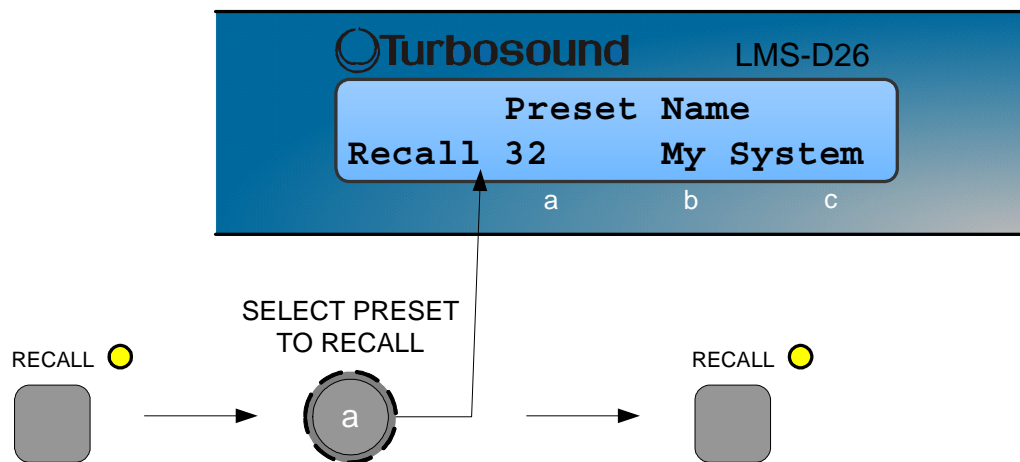 Turbosound LMS-D26
Preset Name
Recall 32 My System
a b c
SELECT PRESET
TO RECALL
RECALL
a
RECALL